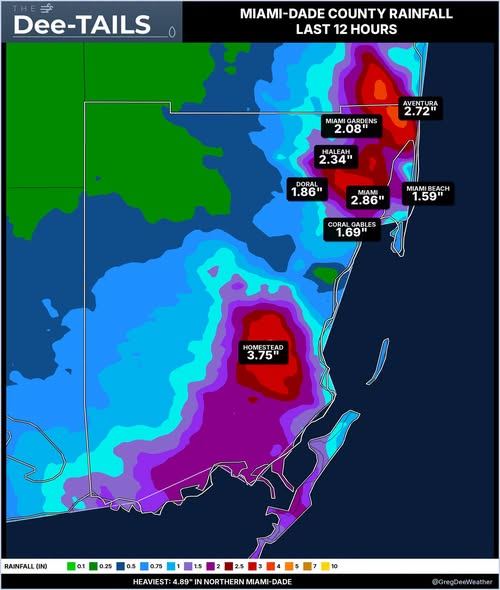 THE
Dee-TAILS
MIAMI-DADE COUNTY RAINFALL
LAST 12 HOURS
AVENTURA
2.72"
MIAMI GARDENS
2.08"
HIALEAH
2.34"
DORAL
1.86"
MIAMI
2.86"
MIAMI BEACH
1.59"
CORAL GABLES
1.69"
HOMESTEAD
3.75"
RAINFALL (IN) 0.1 0.25 0.5 0.75 1 1.5 2 2.5 3 4 5 7 10
HEAVIEST: 4.89" IN NORTHERN MIAMI-DADE
@GregDeeWeather